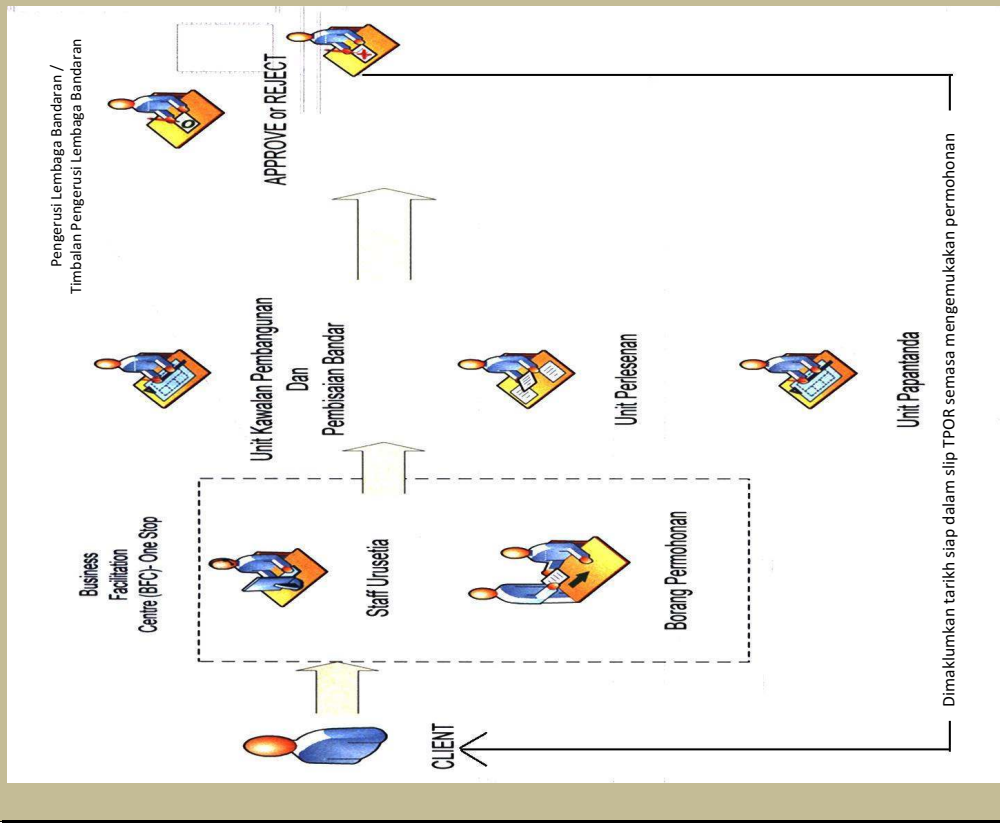 CLIENT
Business
Facilitation
Centre (BFC)- One Stop
Staff Urusetia
Borang Permohonan
Unit Kawalan Pembangunan
Dan
Pembisaian Bandar
Unit Perlesenan
Unit Papantanda
Pengerusi Lembaga Bandaran /
Timbalan Pengerusi Lembaga Bandaran
APPROVE or REJECT
Dimaklumkan tarikh siap dalam slip TPOR semasa mengemukakan permohonan